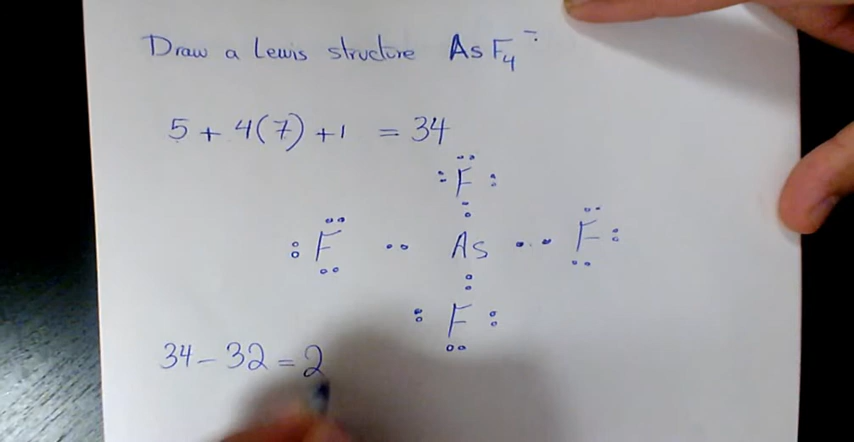 Draw a Lewis structure AsF₄⁻
5 + 4(7) +1 = 34
F
F As F
F
34 - 32 = 2